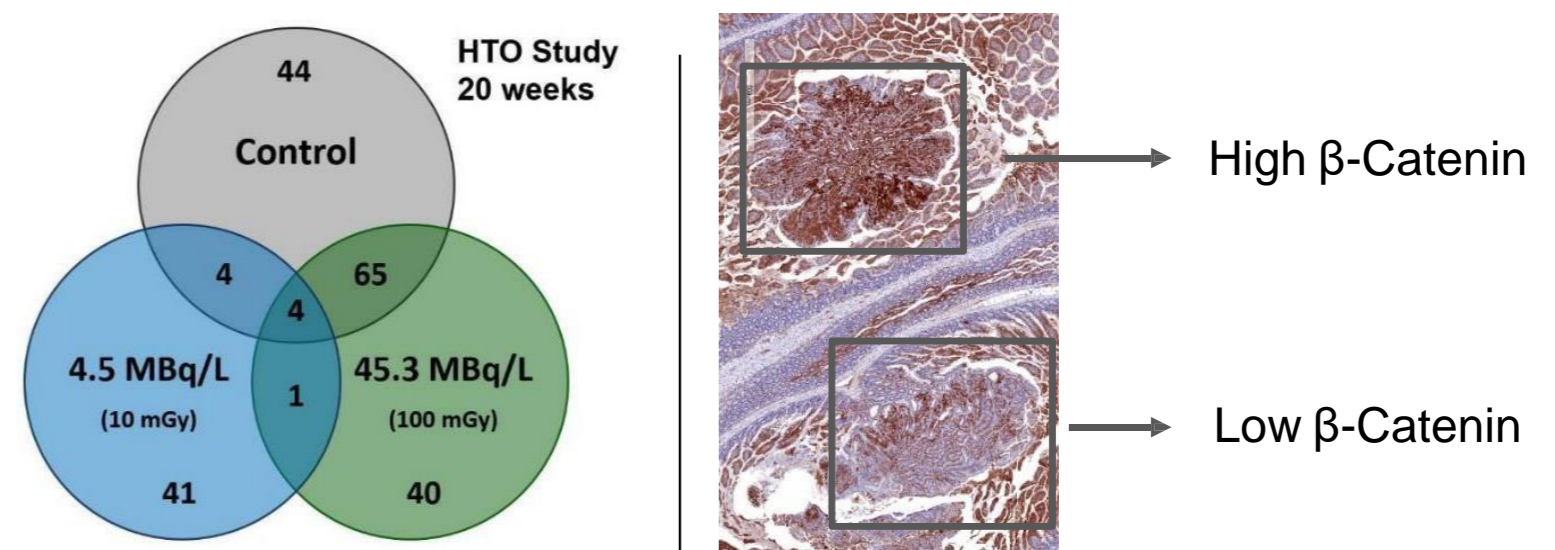 HTO Study
20 weeks
44
Control
4
65
4
4.5 MBq/L
(10 mGy)
1
45.3 MBq/L
(100 mGy)
41
40
High β-Catenin
Low β-Catenin